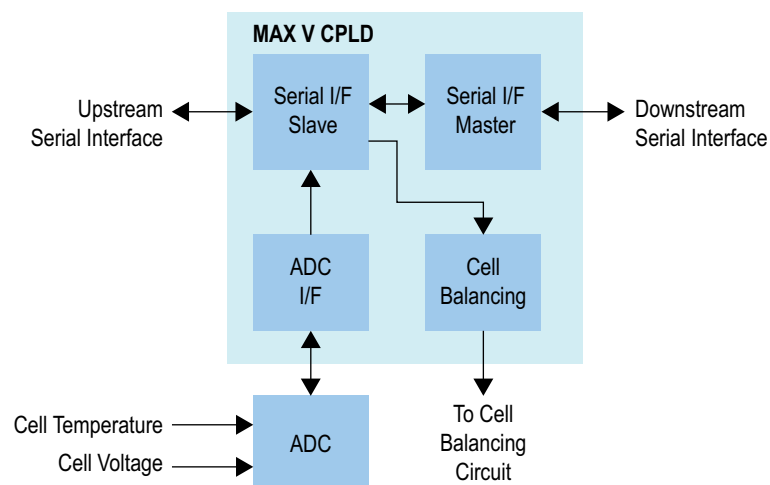 MAX V CPLD
Serial I/F
Slave
Serial I/F
Master
Upstream
Serial Interface
Downstream
Serial Interface
ADC
I/F
Cell
Balancing
Cell Temperature
Cell Voltage
ADC
To Cell
Balancing
Circuit